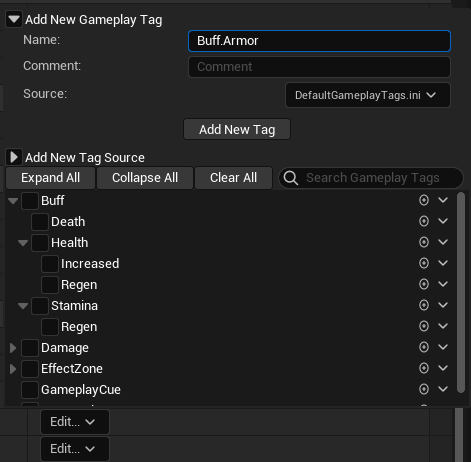 Add New Gameplay Tag
Name: Buff.Armor
Comment: Comment
Source: DefaultGameplayTags.ini
Add New Tag
Add New Tag Source
Expand All Collapse All Clear All Search Gameplay Tags
Buff
Death
Health
Increased
Regen
Stamina
Regen
Damage
EffectZone
GameplayCue
Edit...
Edit...